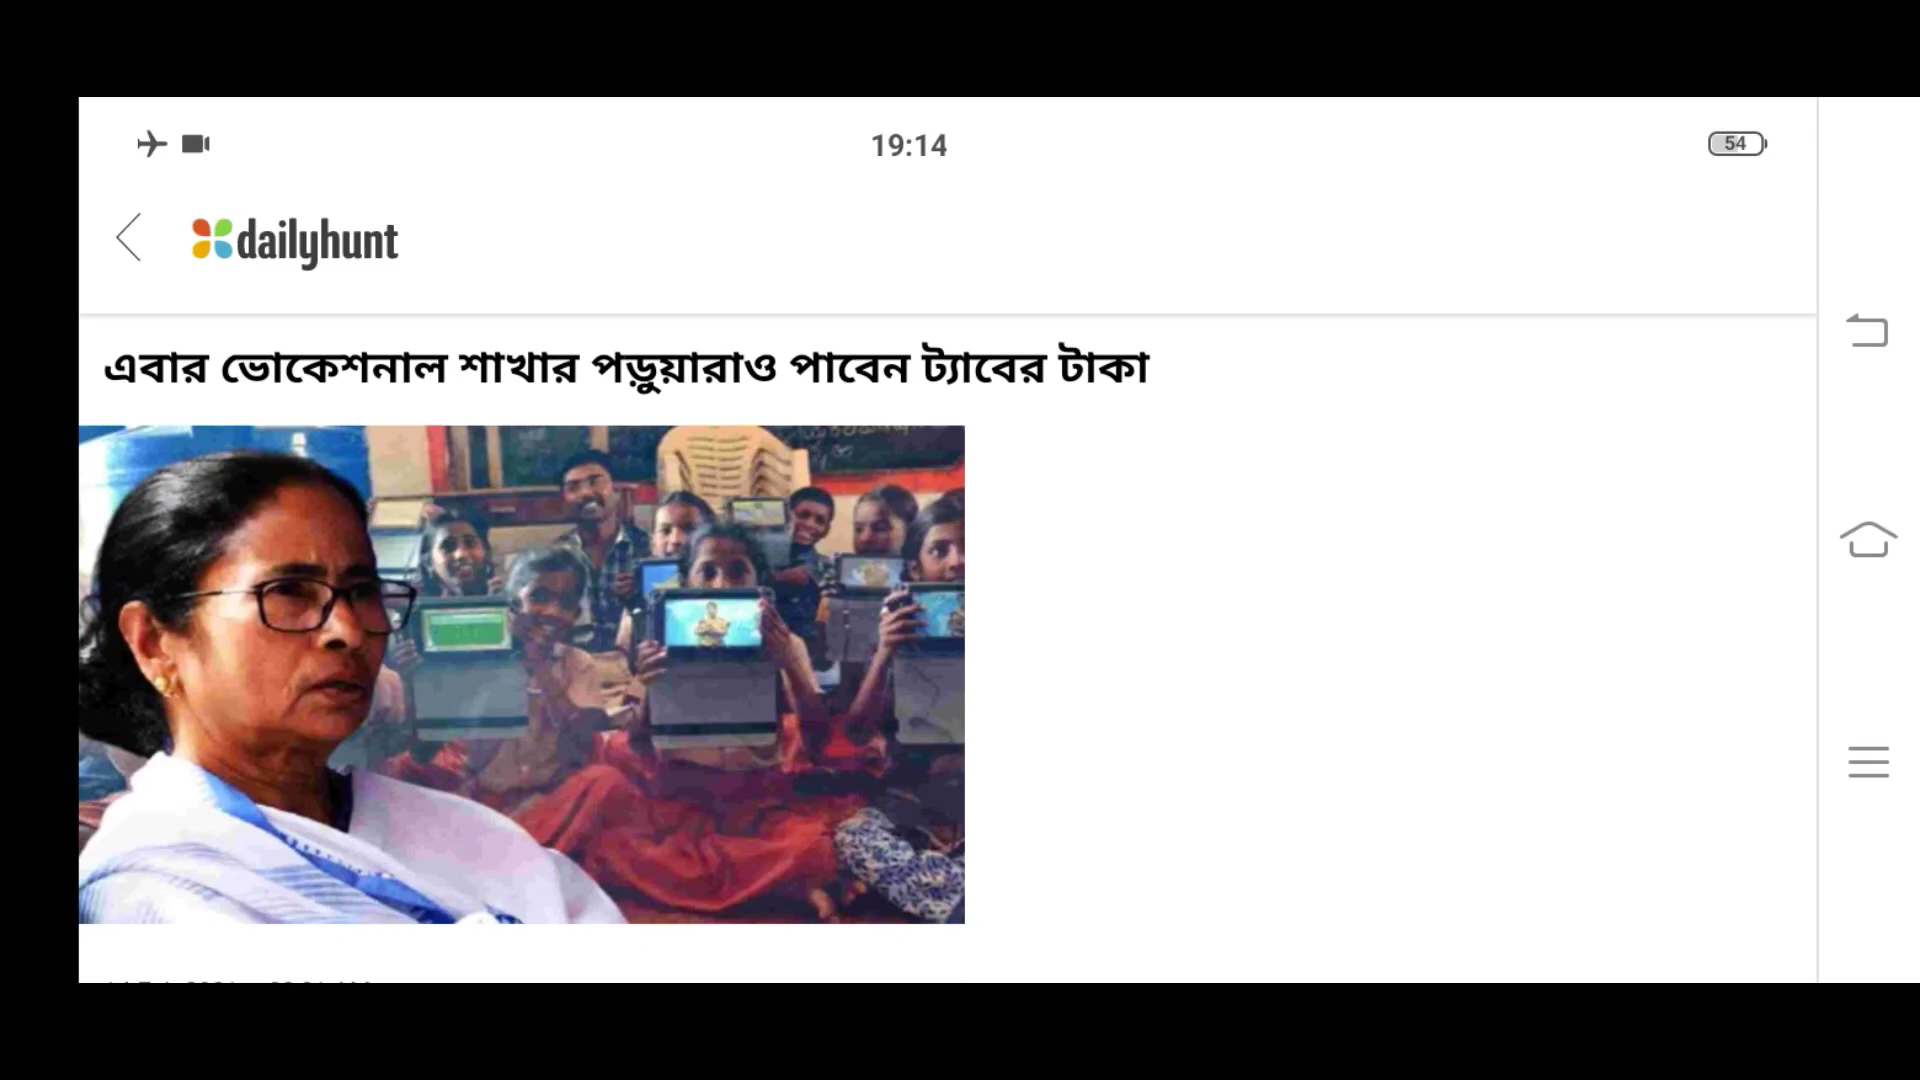 19:14
54
dailyhunt
এবার ভোকেশনাল শাখার পড়ুয়ারাও পাবেন ট্যাবের টাকা